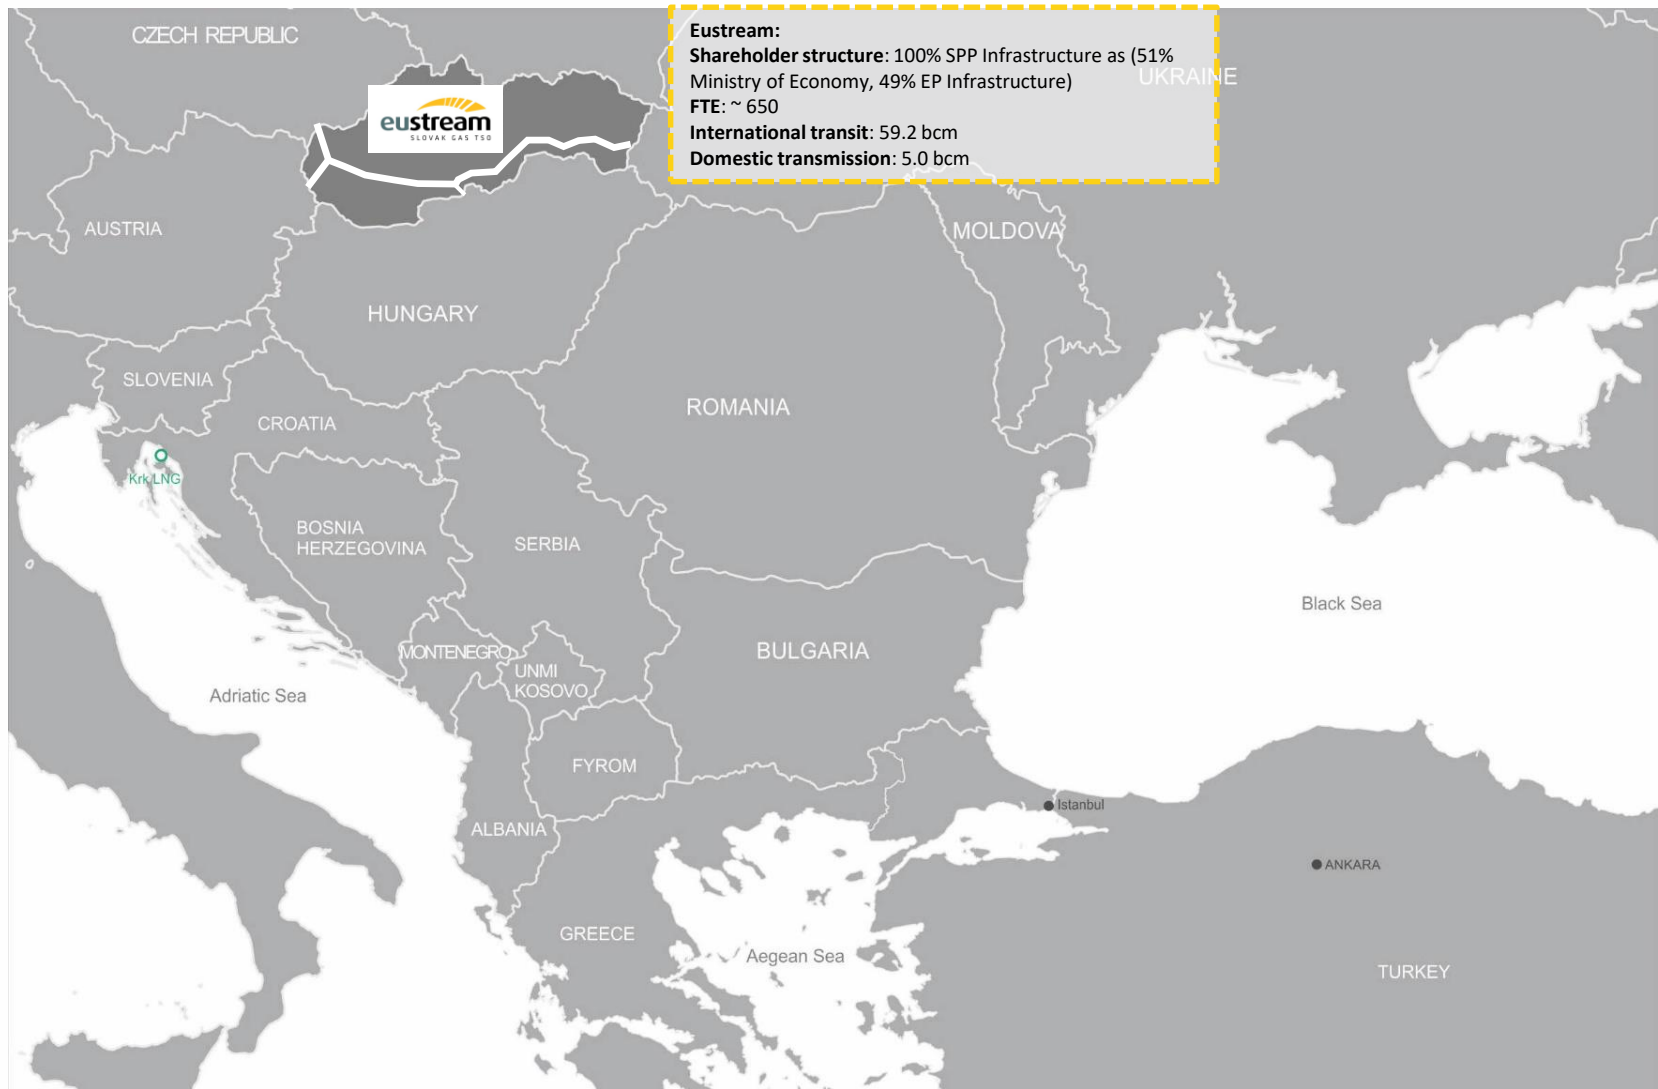 Eustream:
Shareholder structure: 100% SPP Infrastructure as (51%
Ministry of Economy, 49% EP Infrastructure)
FTE: ~ 650
International transit: 59.2 bcm
Domestic transmission: 5.0 bcm
CZECH REPUBLIC
UKRAINE
eustream
SLOVAK GAS TSO
AUSTRIA
MOLDOVA
HUNGARY
SLOVENIA
ROMANIA
CROATIA
Krk LNG
BOSNIA
HERZEGOVINA
SERBIA
Black Sea
MONTENEGRO
BULGARIA
UNMI
KOSOVO
Adriatic Sea
FYROM
Istanbul
ALBANIA
ANKARA
GREECE
Aegean Sea
TURKEY